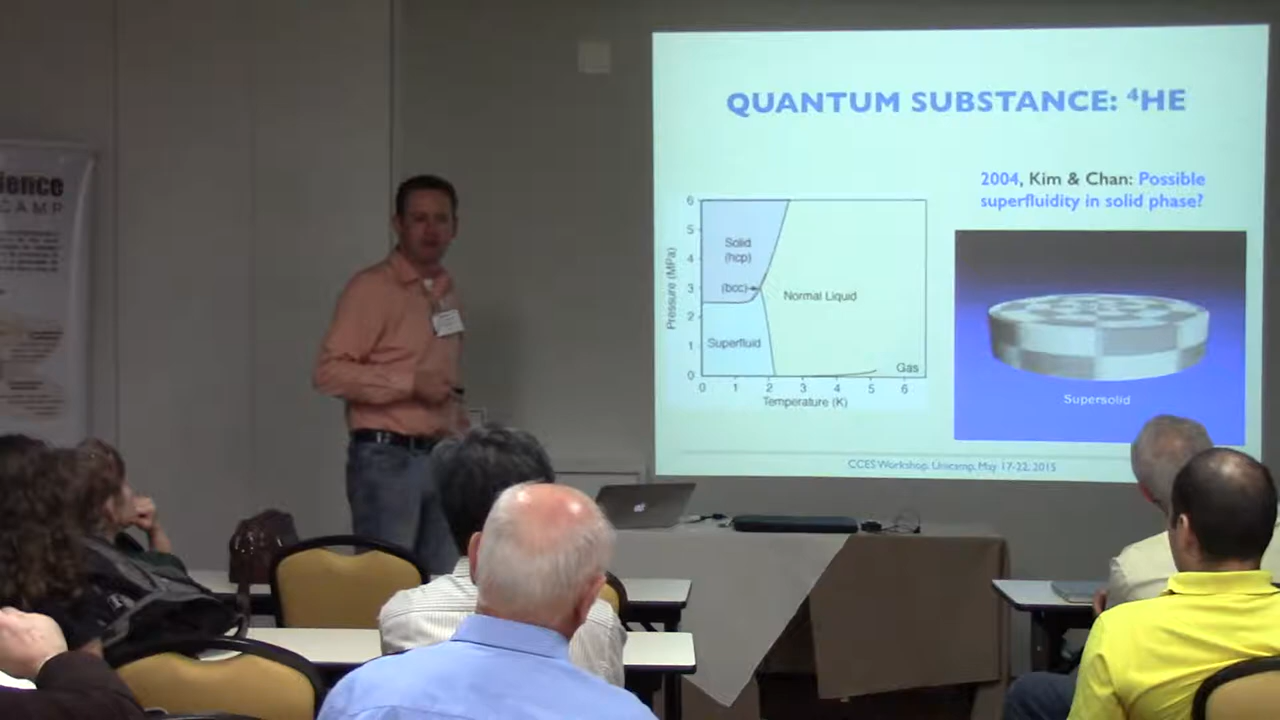 ience
CAMP
QUANTUM SUBSTANCE: ⁴HE
2004, Kim & Chan: Possible
superfluidity in solid phase?
6
5
4
3
2
1
0
Pressure (MPa)
Solid
(hcp)
(bcc)
Normal Liquid
Superfluid
Gas
0 1 2 3 4 5 6
Temperature (K)
Supersolid
CCES Workshop, Unicamp, May 17-22, 2015